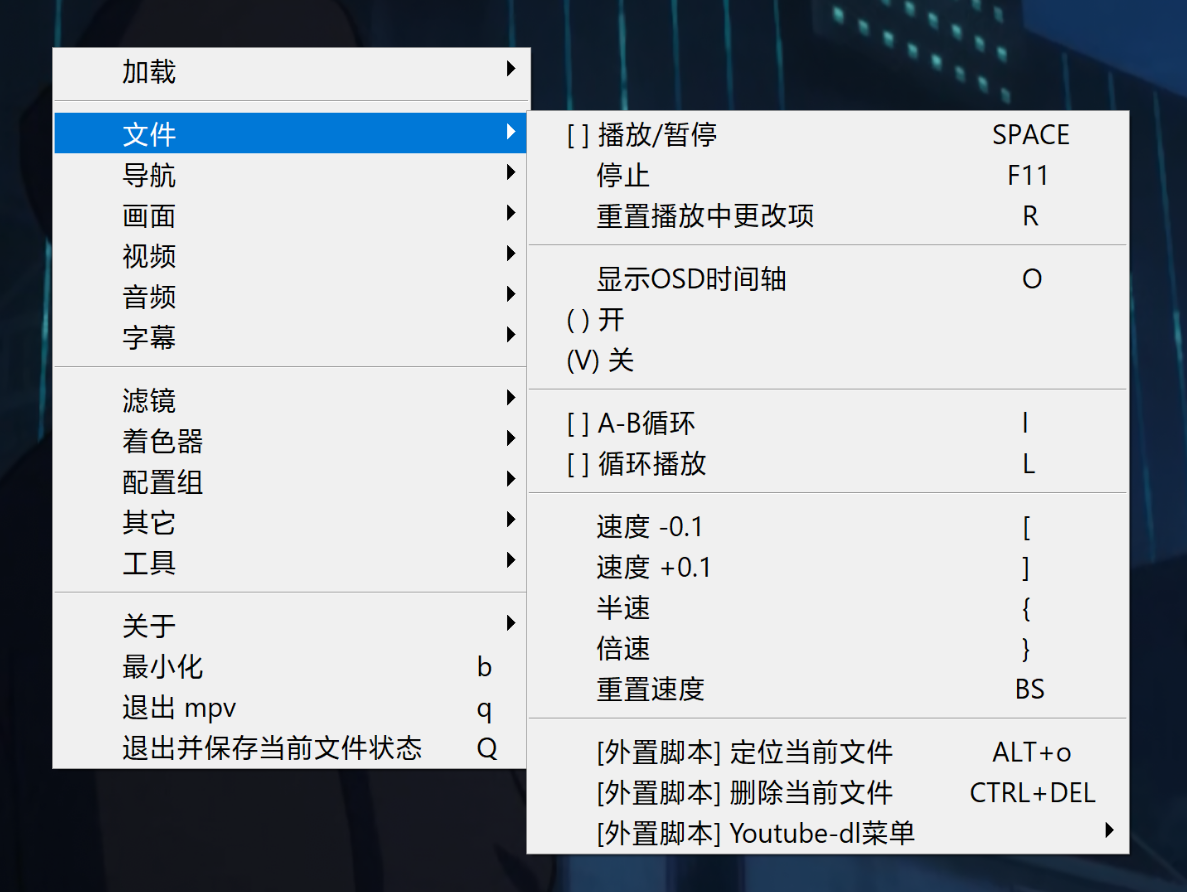 加载
文件
导航
画面
视频
音频
字幕
滤镜
着色器
配置组
其它
工具
关于
最小化 b
退出 mpv q
退出并保存当前文件状态 Q
[ ] 播放/暂停 SPACE
停止 F11
重置播放中更改项 R
显示OSD时间轴 O
( ) 开
(V) 关
[ ] A-B循环 l
[ ] 循环播放 L
速度 -0.1 [
速度 +0.1 ]
半速 {
倍速 }
重置速度 BS
[外置脚本] 定位当前文件 ALT+o
[外置脚本] 删除当前文件 CTRL+DEL
[外置脚本] Youtube-dl菜单